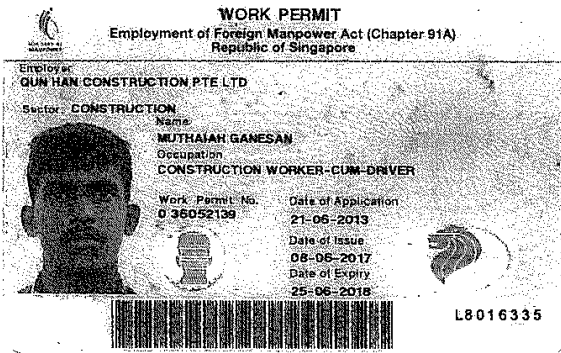 WORK PERMIT
Employment of Foreign Manpower Act (Chapter 91A)
Republic of Singapore
Employer
QUN HAN CONSTRUCTION PTE LTD
Sector: CONSTRUCTION
Name
MUTHAIAH GANESAN
Occupation
CONSTRUCTION WORKER-CUM-DRIVER
Work Permit No. Date of Application
0 36052139 21-06-2013
Date of Issue
08-06-2017
Date of Expiry
25-06-2018
L8016335